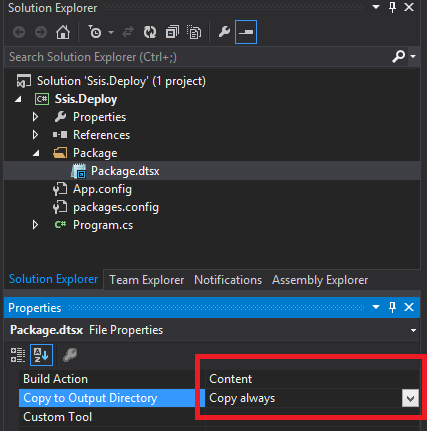 Solution Explorer
Search Solution Explorer (Ctrl+;)
Solution 'Ssis.Deploy' (1 project)
C# Ssis.Deploy
Properties
References
Package
Package.dtsx
App.config
packages.config
C# Program.cs
Solution Explorer Team Explorer Notifications Assembly Explorer
Properties
Package.dtsx File Properties
Build Action Content
Copy to Output Directory Copy always
Custom Tool